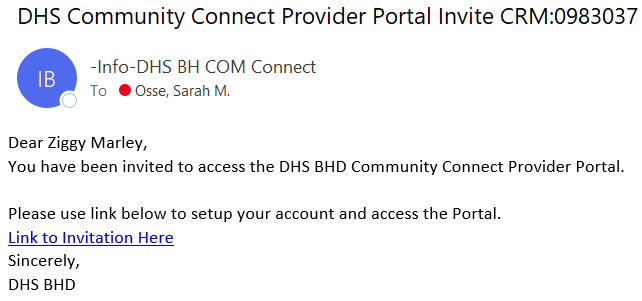 DHS Community Connect Provider Portal Invite CRM:0983037
IB
-Info-DHS BH COM Connect
To Osse, Sarah M.
Dear Ziggy Marley,
You have been invited to access the DHS BHD Community Connect Provider Portal.
Please use link below to setup your account and access the Portal.
Link to Invitation Here
Sincerely,
DHS BHD